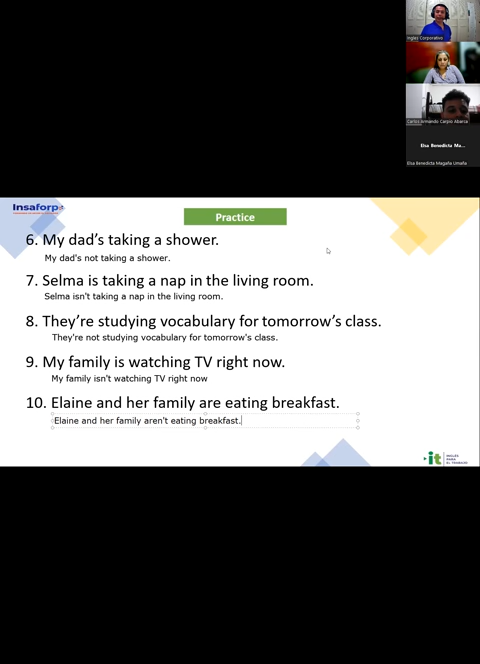 Ingles Corporativo
Carlos Armando Carpio Abarca
Elsa Benedicta Ma...
Elsa Benedicta Magaña Umaña
Insaforp
Practice
6. My dad's taking a shower.
My dad's not taking a shower.
7. Selma is taking a nap in the living room.
Selma isn't taking a nap in the living room.
8. They're studying vocabulary for tomorrow's class.
They're not studying vocabulary for tomorrow's class.
9. My family is watching TV right now.
My family isn't watching TV right now
10. Elaine and her family are eating breakfast.
Elaine and her family aren't eating breakfast.
it
INGLÉS
PARA
EL TRABAJO